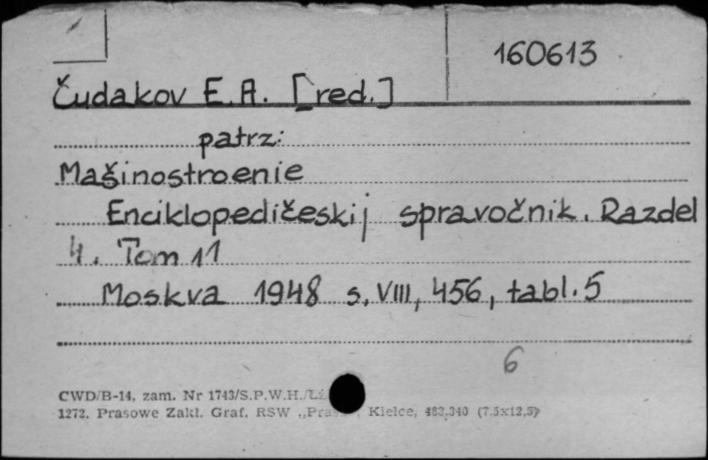 160613
Čudakov E.A. [red.]
patrz:
Mašinostroenie
Enciklopedičeskij spravočnik. Razdel
4. Tom 11
Moskva 1948 s. VIII, 456, tabl. 5
6
CWD/B-14, zam. Nr 1743/S.P.W.H.
1272. Prasowe Zakł. Graf. RSW „Prasa", Kielce, 483.340 (7.5x12,5)